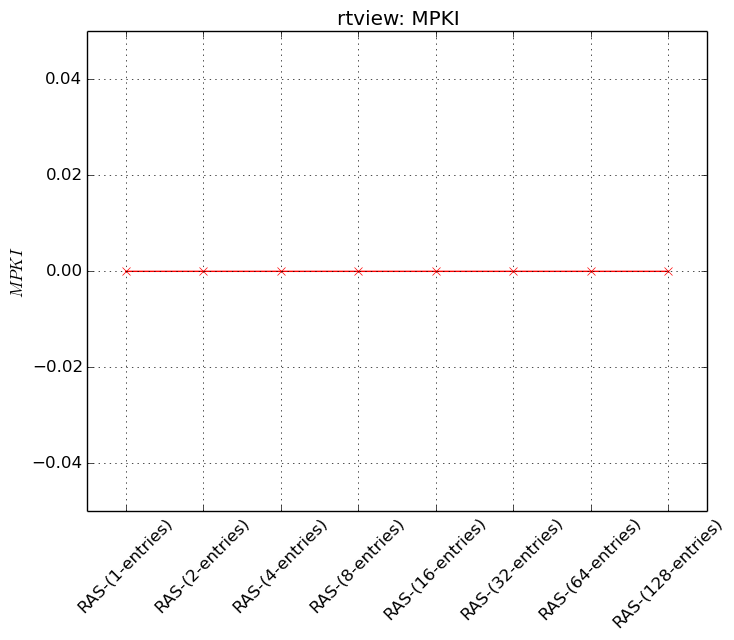 rtview: MPKI
0.04
0.02
0.00
−0.02
−0.04
MPKI
RAS-(1-entries)
RAS-(2-entries)
RAS-(4-entries)
RAS-(8-entries)
RAS-(16-entries)
RAS-(32-entries)
RAS-(64-entries)
RAS-(128-entries)